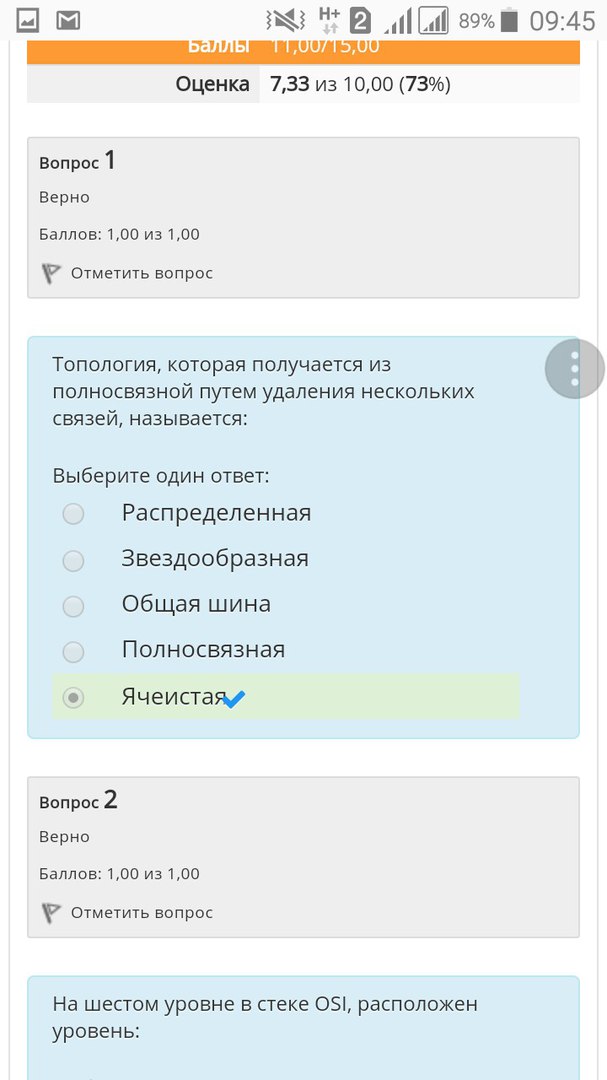 H+ 2 89% 09:45
Баллы 11,00/15,00
Оценка 7,33 из 10,00 (73%)
Вопрос 1
Верно
Баллов: 1,00 из 1,00
Отметить вопрос
Топология, которая получается из
полносвязной путем удаления нескольких
связей, называется:
Выберите один ответ:
Распределенная
Звездообразная
Общая шина
Полносвязная
Ячеистая
Вопрос 2
Верно
Баллов: 1,00 из 1,00
Отметить вопрос
На шестом уровне в стеке OSI, расположен
уровень: